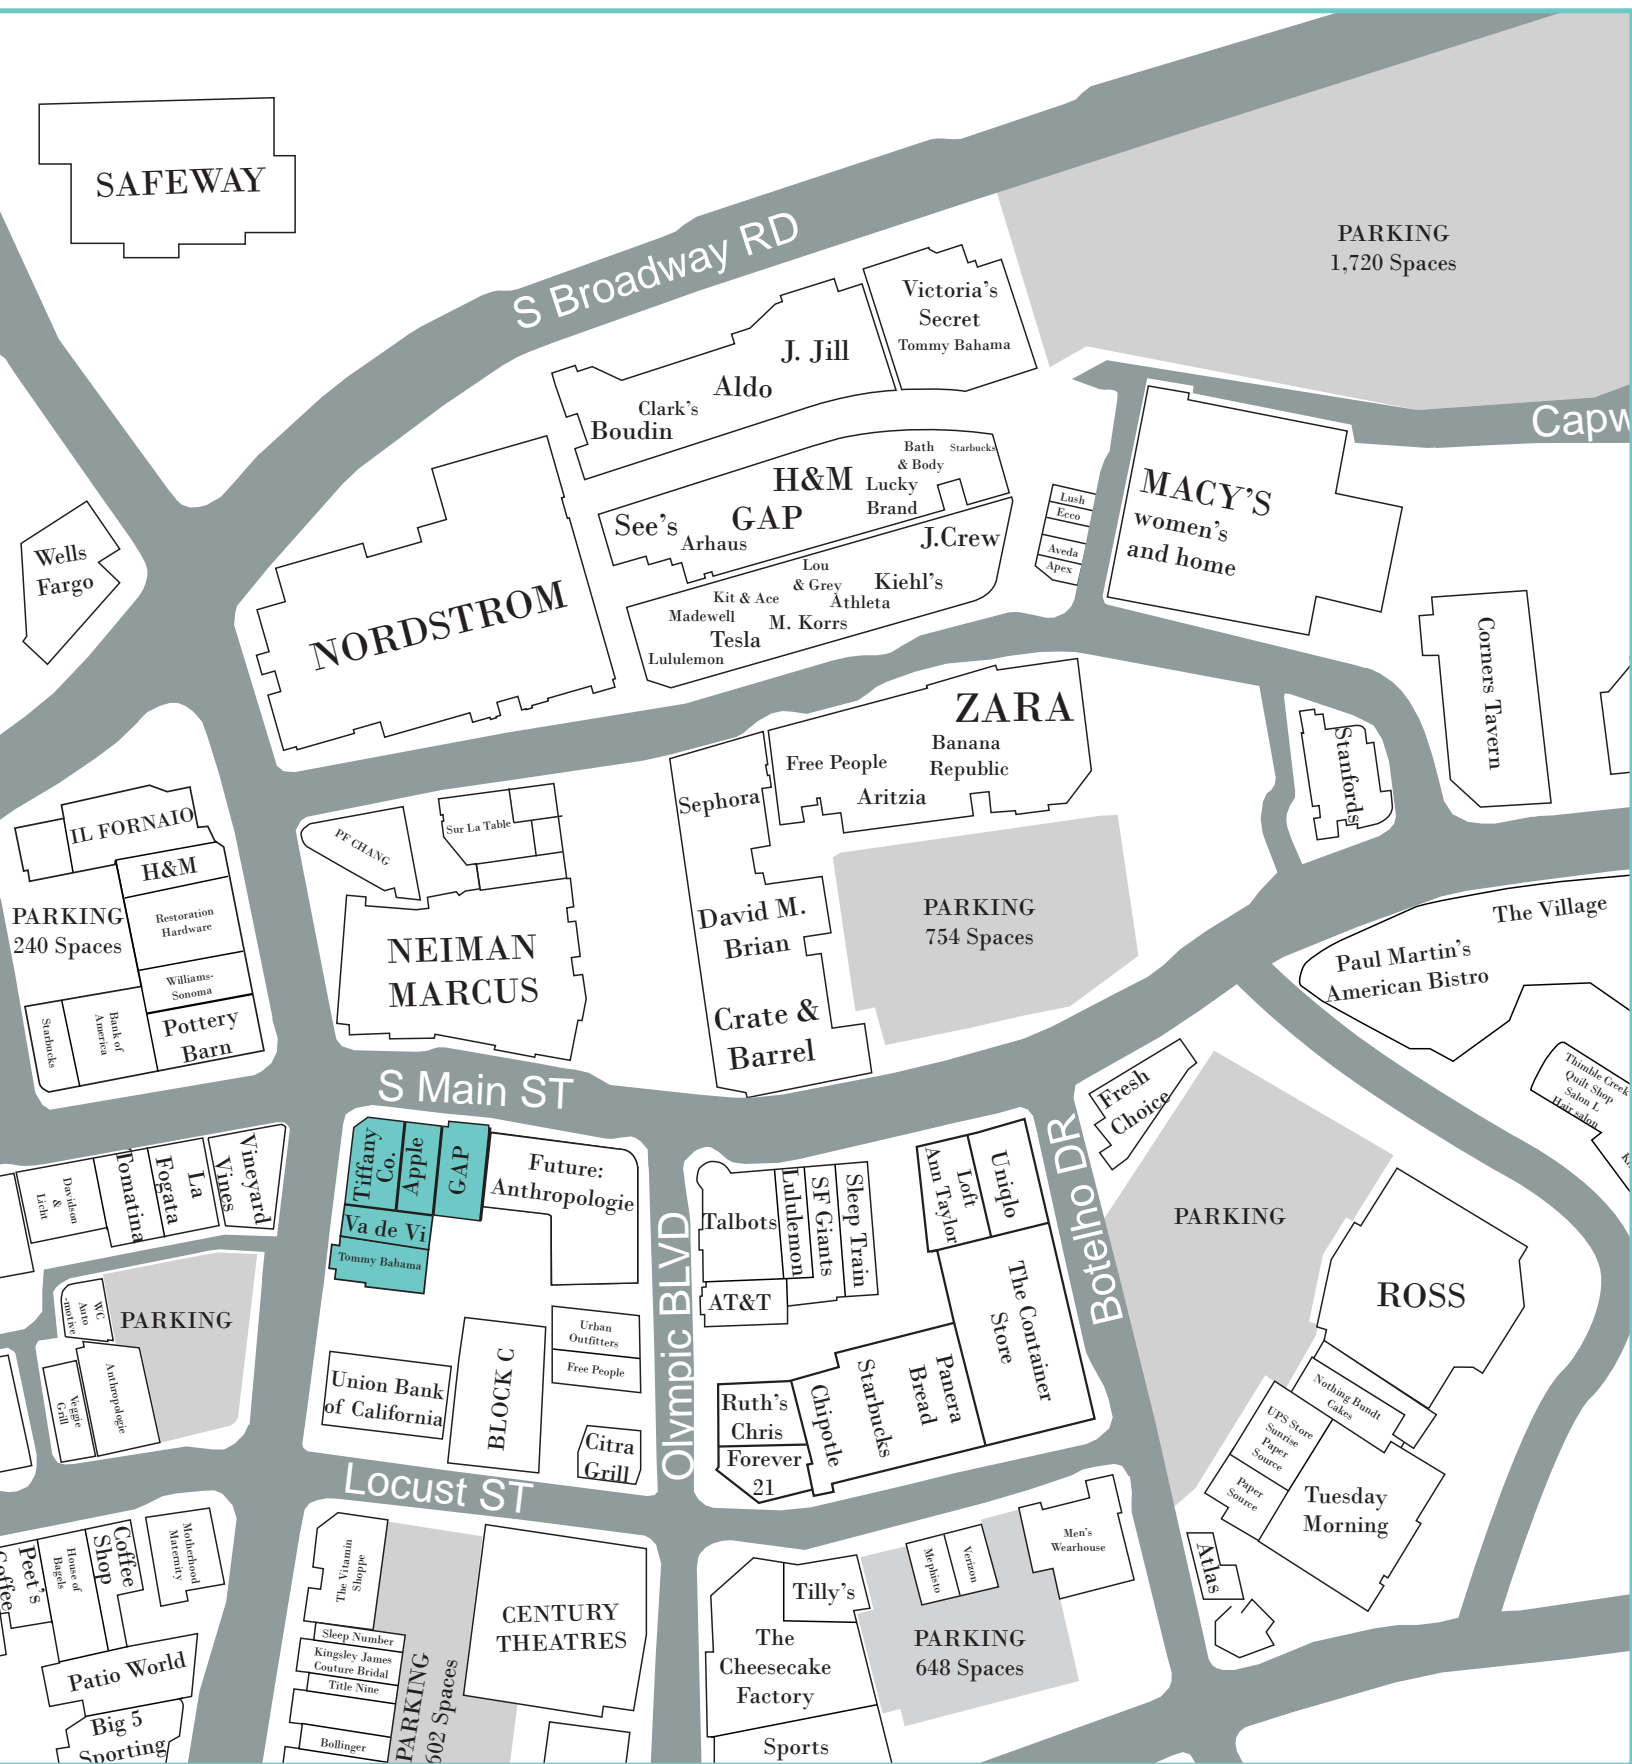 SAFEWAY
S Broadway RD
PARKING
1,720 Spaces
Victoria's
Secret
Tommy Bahama
J. Jill
Aldo
Clark's
Boudin
Bath
& Body
Starbucks
H&M
Lucky
Brand
GAP
See's
Arhaus
J.Crew
Lou
& Grey
Kiehl's
Kit & Ace
Athleta
Madewell
M. Korrs
Tesla
Lululemon
Lush
Ecco
Aveda
Apex
MACY'S
women's
and home
Capw
Wells
Fargo
NORDSTROM
Corners Tavern
Stanfords
ZARA
Banana
Republic
Free People
Aritzia
Sephora
PARKING
754 Spaces
David M.
Brian
Crate &
Barrel
IL FORNAIO
H&M
Restoration
Hardware
Williams-
Sonoma
Pottery
Barn
PARKING
240 Spaces
Starbucks
Bank of
America
PF CHANG
Sur La Table
NEIMAN
MARCUS
The Village
Paul Martin's
American Bistro
Thimble Creek
Quilt Shop
Salon L
Hair salon
K
S Main ST
Fresh
Choice
PARKING
ROSS
Botelho DR
Davidson
&
Licht
Tomatina
La
Fogata
Vineyard
Vines
Tiffany
Co.
Apple
GAP
Va de Vi
Tommy Bahama
Future:
Anthropologie
Olympic BLVD
Talbots
Lululemon
SF Giants
Sleep Train
AT&T
Ann Taylor
Loft
Uniqlo
The Container
Store
Panera
Bread
Starbucks
Chipotle
Ruth's
Chris
Forever
21
WC
Auto
-motive
PARKING
Veggie
Grill
Anthropologie
Union Bank
of California
BLOCK C
Urban
Outfitters
Free People
Citra
Grill
Locust ST
Nothing Bundt
Cakes
UPS Store
Sunrise
Paper
Source
Paper
Source
Tuesday
Morning
Atlas
Coffee
Peet's
House of
Bagels
Coffee
Shop
Motherhood
Maternity
Patio World
Big 5
Sporting
The Vitamin
Shoppe
Sleep Number
Kingsley James
Couture Bridal
Title Nine
Bollinger
PARKING
602 Spaces
CENTURY
THEATRES
Tilly's
The
Cheesecake
Factory
Sports
Mephisto
Verizon
Men's
Wearhouse
PARKING
648 Spaces